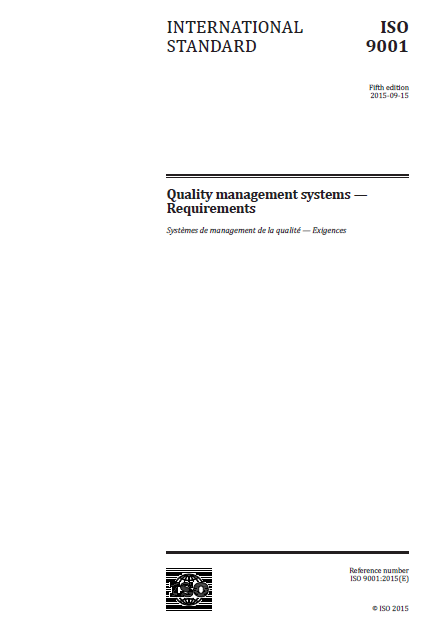 INTERNATIONAL STANDARD
ISO 9001
Fifth edition
2015-09-15
Quality management systems —
Requirements
Systèmes de management de la qualité — Exigences
ISO
Reference number
ISO 9001:2015(E)
© ISO 2015